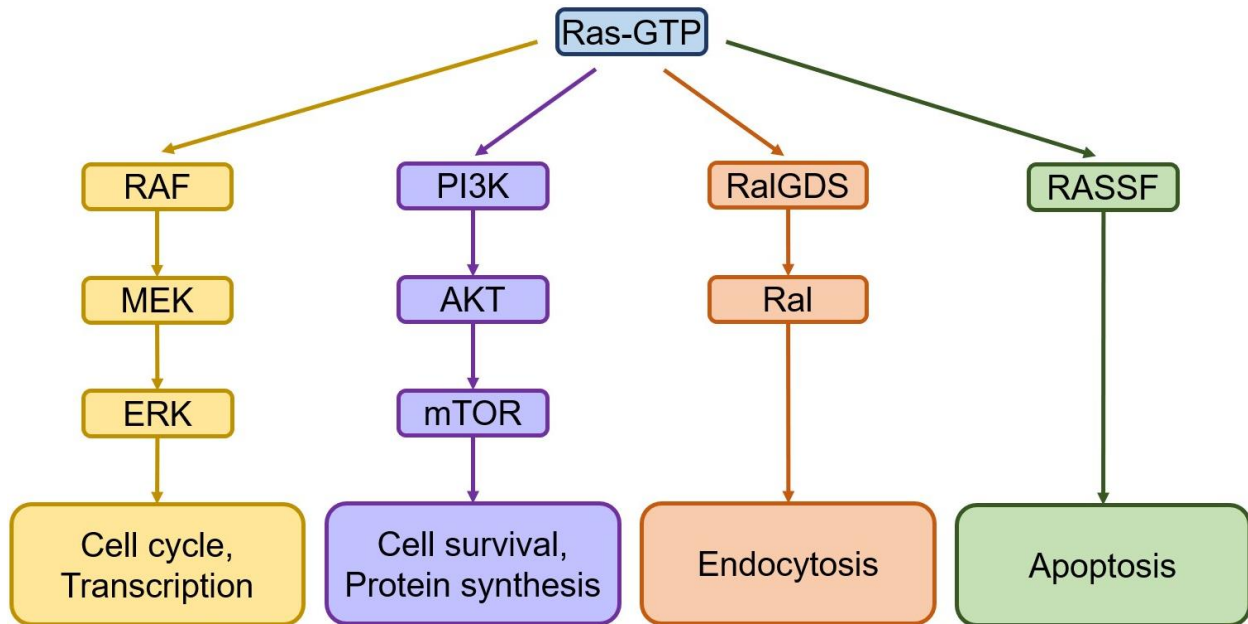 Ras-GTP
RAF
PI3K
RalGDS
RASSF
MEK
AKT
Ral
ERK
mTOR
Cell cycle,
Transcription
Cell survival,
Protein synthesis
Endocytosis
Apoptosis